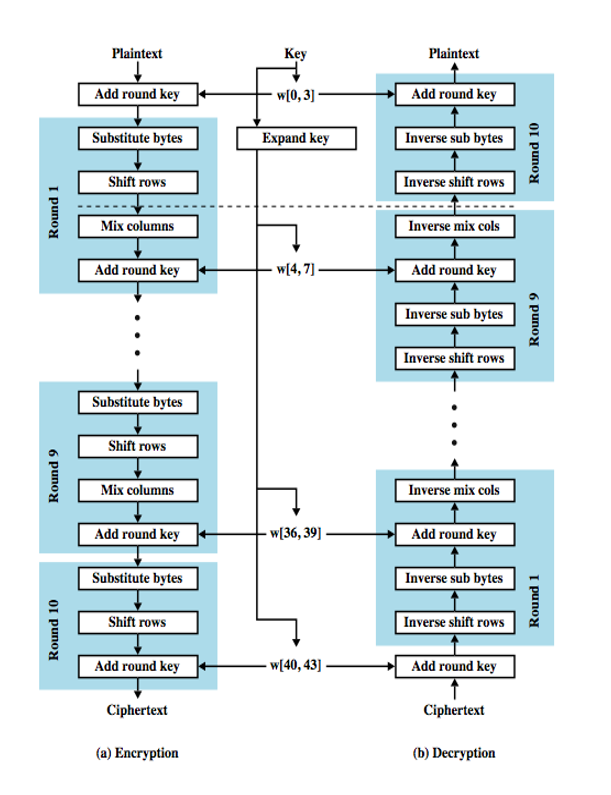 Plaintext
Key
Plaintext
Add round key
w[0, 3]
Add round key
Substitute bytes
Expand key
Inverse sub bytes
Round 10
Shift rows
Inverse shift rows
Round 1
Mix columns
Inverse mix cols
Add round key
w[4, 7]
Add round key
Inverse sub bytes
Round 9
Inverse shift rows
Substitute bytes
Shift rows
Round 9
Mix columns
Inverse mix cols
Add round key
w[36, 39]
Add round key
Substitute bytes
Inverse sub bytes
Round 1
Round 10
Shift rows
Inverse shift rows
Add round key
w[40, 43]
Add round key
Ciphertext
Ciphertext
(a) Encryption
(b) Decryption